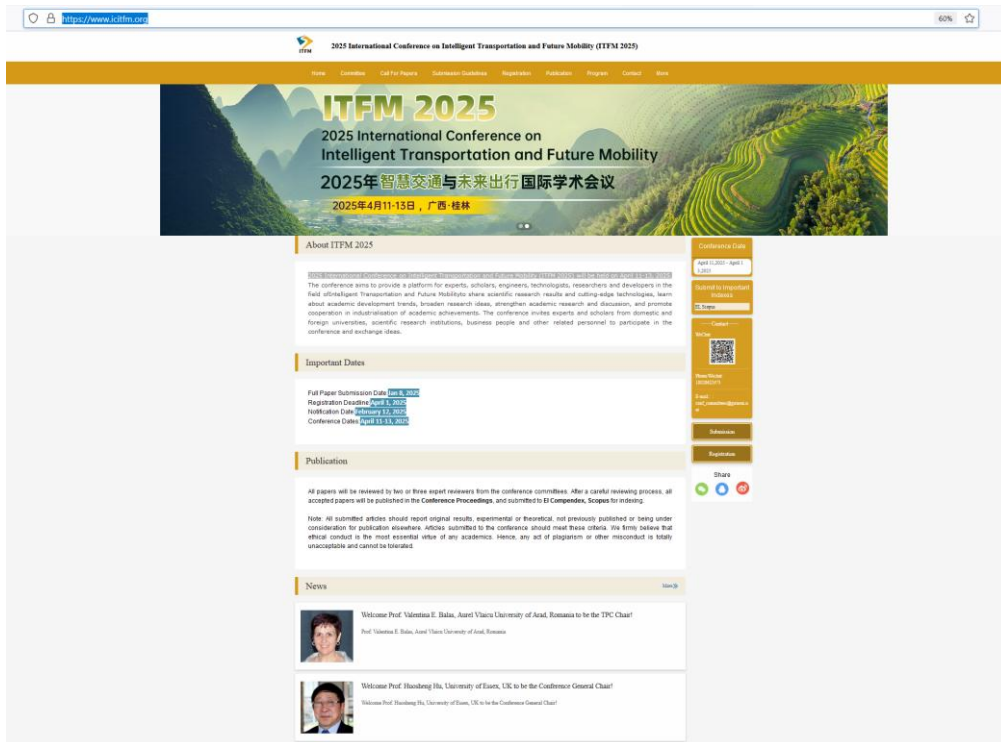 https://www.icitfm.org
60%
ITFM
2025 International Conference on Intelligent Transportation and Future Mobility (ITFM 2025)
Home Committee Call For Papers Submission Guidelines Registration Publication Program Contact More
ITFM 2025
2025 International Conference on
Intelligent Transportation and Future Mobility
2025年智慧交通与未来出行国际学术会议
2025年4月11-13日，广西·桂林
About ITFM 2025
2025 International Conference on Intelligent Transportation and Future Mobility (ITFM 2025) will be held on April 11-13, 2025.
The conference aims to provide a platform for experts, scholars, engineers, technologists, researchers and developers in the
field ofIntelligent Transportation and Future Mobilityto share scientific research results and cutting-edge technologies, learn
about academic development trends, broaden research ideas, strengthen academic research and discussion, and promote
cooperation in industrialisation of academic achievements. The conference invites experts and scholars from domestic and
foreign universities, scientific research institutions, business people and other related personnel to participate in the
conference and exchange ideas.
Important Dates
Full Paper Submission Date Jan 8, 2025
Registration Deadline April 1, 2025
Notification Date February 12, 2025
Conference Dates April 11-13, 2025
Publication
All papers will be reviewed by two or three expert reviewers from the conference committees. After a careful reviewing process, all
accepted papers will be published in the Conference Proceedings, and submitted to EI Compendex, Scopus for indexing.
Note: All submitted articles should report original results, experimental or theoretical, not previously published or being under
consideration for publication elsewhere. Articles submitted to the conference should meet these criteria. We firmly believe that
ethical conduct is the most essential virtue of any academics. Hence, any act of plagiarism or other misconduct is totally
unacceptable and cannot be tolerated.
News
More
Welcome Prof. Valentina E. Balas, Aurel Vlaicu University of Arad, Romania to be the TPC Chair!
Prof. Valentina E. Balas, Aurel Vlaicu University of Arad, Romania
Welcome Prof. Huosheng Hu, University of Essex, UK to be the Conference General Chair!
Welcome Prof. Huosheng Hu, University of Essex, UK to be the Conference General Chair!
Conference Date
April 11,2025 - April 1
3,2025
Submit to Important
Indexes
EI, Scopus
Contact
WeChat
Phone/Wechat
E-mail
Submission
Registration
Share